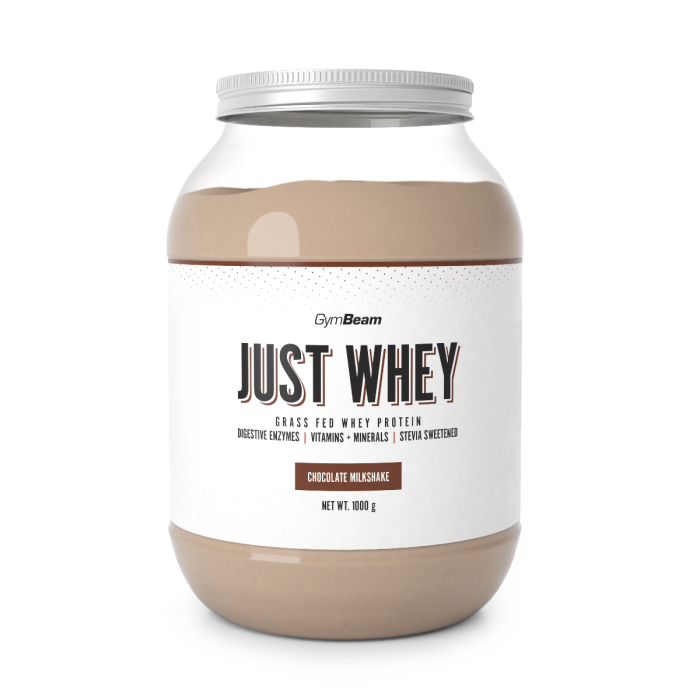 GymBeam
JUST WHEY
GRASS FED WHEY PROTEIN
DIGESTIVE ENZYMES | VITAMINS + MINERALS | STEVIA SWEETENED
CHOCOLATE MILKSHAKE
NET WT. 1000 g